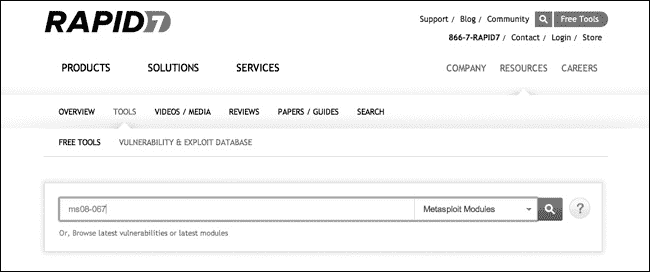 RAPID7
Support / Blog / Community Free Tools
866-7-RAPID7 / Contact / Login / Store
PRODUCTS SOLUTIONS SERVICES COMPANY RESOURCES CAREERS
OVERVIEW TOOLS VIDEOS / MEDIA REVIEWS PAPERS / GUIDES SEARCH
FREE TOOLS VULNERABILITY & EXPLOIT DATABASE
ms08-067 Metasploit Modules ?
Or, Browse latest vulnerabilities or latest modules